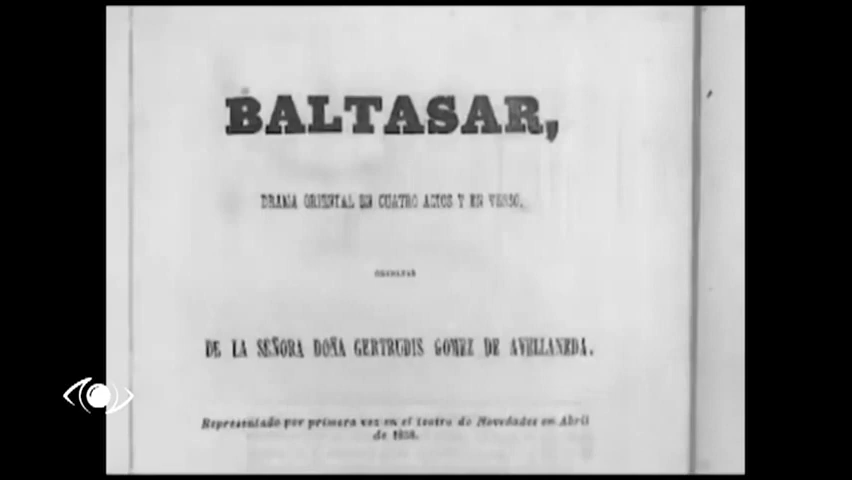 BALTASAR,
DRAMA ORIENTAL EN CUATRO ACTOS Y EN VERSO.
ORIGINAL
DE LA SEÑORA DOÑA GERTRUDIS GOMEZ DE AVELLANEDA.
Representado por primera vez en el teatro de Novedades en Abril
de 1858.